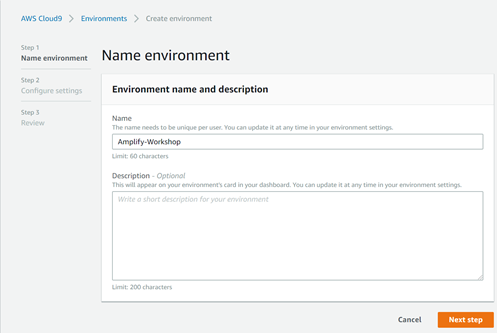 AWS Cloud9 > Environments > Create environment
Step 1
Name environment
Step 2
Configure settings
Step 3
Review
Name environment
Environment name and description
Name
The name needs to be unique per user. You can update it at any time in your environment settings.
Amplify-Workshop
Limit: 60 characters
Description - Optional
This will appear on your environment's card in your dashboard. You can update it at any time in your environment settings.
Write a short description for your environment
Limit: 200 characters
Cancel Next step